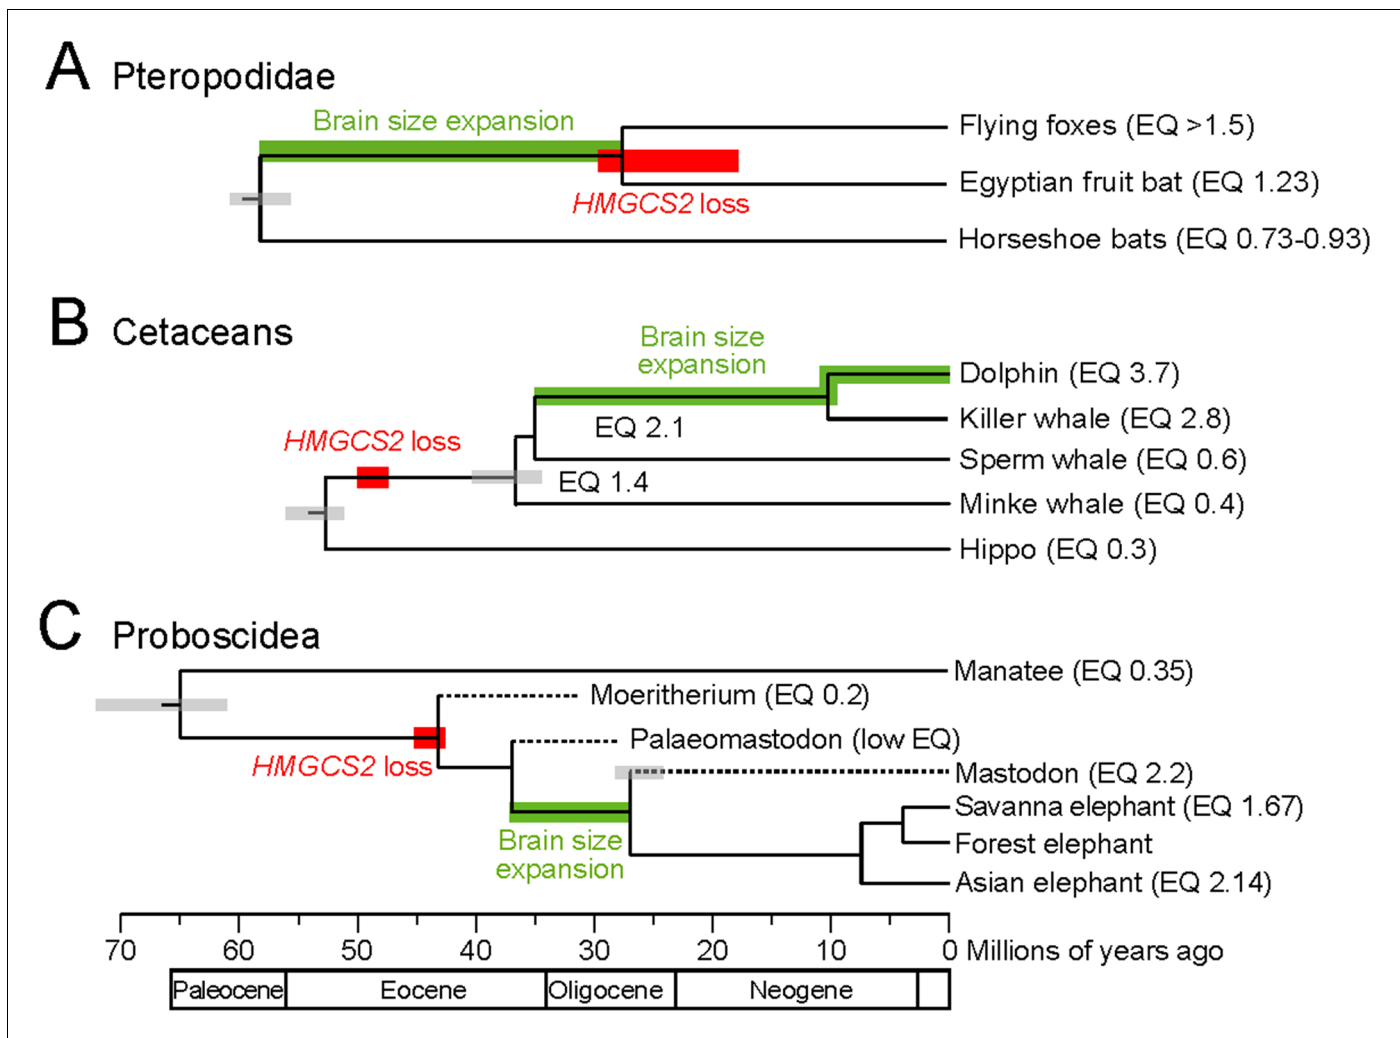 A Pteropodidae
Brain size expansion
Flying foxes (EQ >1.5)
Egyptian fruit bat (EQ 1.23)
HMGCS2 loss
Horseshoe bats (EQ 0.73-0.93)
B Cetaceans
Brain size
expansion
Dolphin (EQ 3.7)
Killer whale (EQ 2.8)
EQ 2.1
HMGCS2 loss
Sperm whale (EQ 0.6)
EQ 1.4
Minke whale (EQ 0.4)
Hippo (EQ 0.3)
C Proboscidea
Manatee (EQ 0.35)
Moeritherium (EQ 0.2)
Palaeomastodon (low EQ)
HMGCS2 loss
Mastodon (EQ 2.2)
Savanna elephant (EQ 1.67)
Brain size
expansion
Forest elephant
Asian elephant (EQ 2.14)
70 60 50 40 30 20 10 0 Millions of years ago
Paleocene Eocene Oligocene Neogene